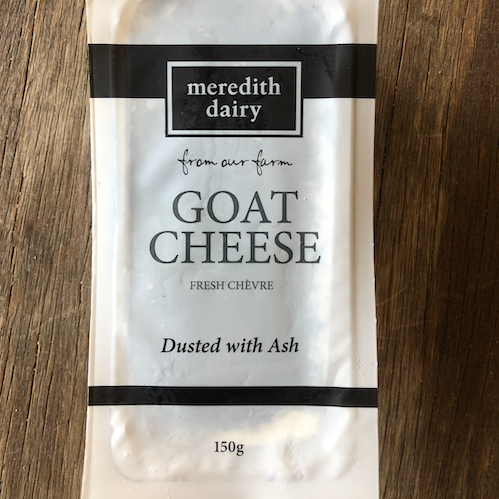 meredith
dairy
from our farm
GOAT
CHEESE
FRESH CHÈVRE
Dusted with Ash
150g